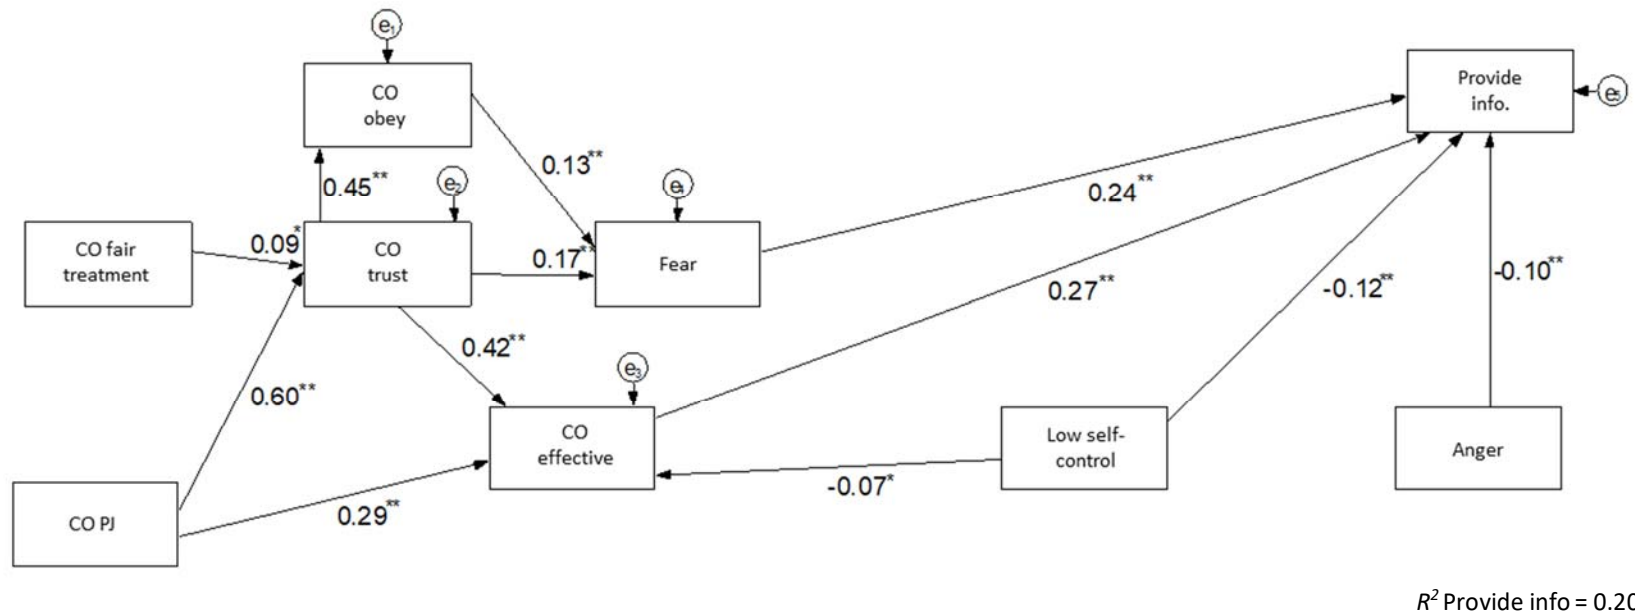 e1
CO
obey
Provide
info.
e5
0.13**
0.45**
e2
e4
0.24**
CO fair
treatment
0.09*
CO
trust
0.17**
Fear
0.27**
-0.12**
-0.10**
0.42**
e3
0.60**
CO
effective
Low self-
control
Anger
-0.07*
CO PJ
0.29**
R² Provide info = 0.20